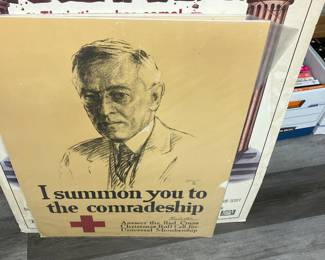 I summon you to
the comradeship
Answer the Red Cross
Christmas Roll Call for
Universal Membership